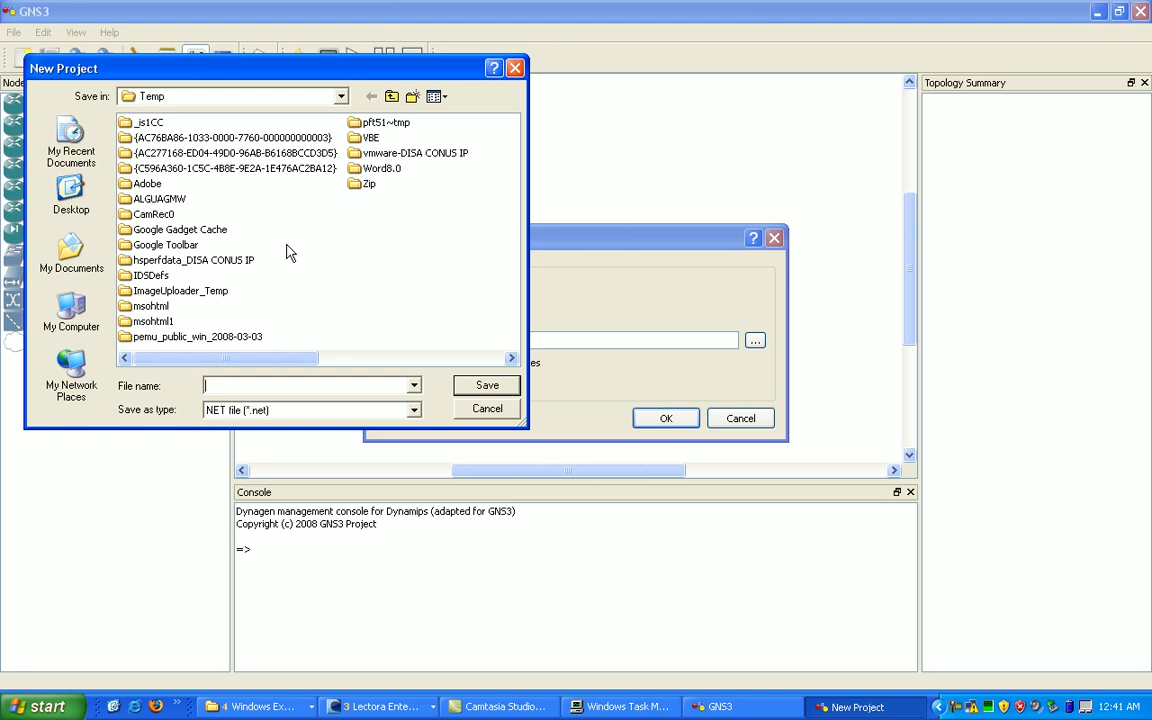 GNS3
File Edit View Help
New Project
Save in: Temp
My Recent Documents
Desktop
My Documents
My Computer
My Network Places
_is1CC
{AC76BA86-1033-0000-7760-000000000003}
{AC277168-ED04-49D0-96AB-B6168BCCD3D5}
{C596A360-1C5C-4B8E-9E2A-1E476AC2BA12}
Adobe
ALGUAGMW
CamRec0
Google Gadget Cache
Google Toolbar
hsperfdata_DISA CONUS IP
IDSDefs
ImageUploader_Temp
msohtml
msohtml1
pemu_public_win_2008-03-03
pft51~tmp
VBE
vmware-DISA CONUS IP
Word8.0
Zip
File name:
Save
Save as type: NET file (*.net)
Cancel
Node
...
es
OK Cancel
Topology Summary
Console
Dynagen management console for Dynamips (adapted for GNS3)
Copyright (c) 2008 GNS3 Project
=>
start
4 Windows Ex...
3 Lectora Ente...
Camtasia Studio...
Windows Task M...
GNS3
New Project
12:41 AM